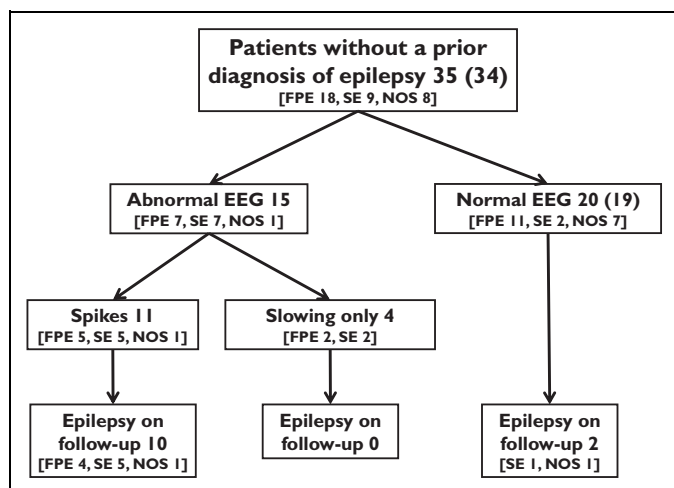 Patients without a prior
diagnosis of epilepsy 35 (34)
[FPE 18, SE 9, NOS 8]
Abnormal EEG 15
[FPE 7, SE 7, NOS 1]
Normal EEG 20 (19)
[FPE 11, SE 2, NOS 7]
Spikes 11
[FPE 5, SE 5, NOS 1]
Slowing only 4
[FPE 2, SE 2]
Epilepsy on
follow-up 10
[FPE 4, SE 5, NOS 1]
Epilepsy on
follow-up 0
Epilepsy on
follow-up 2
[SE 1, NOS 1]